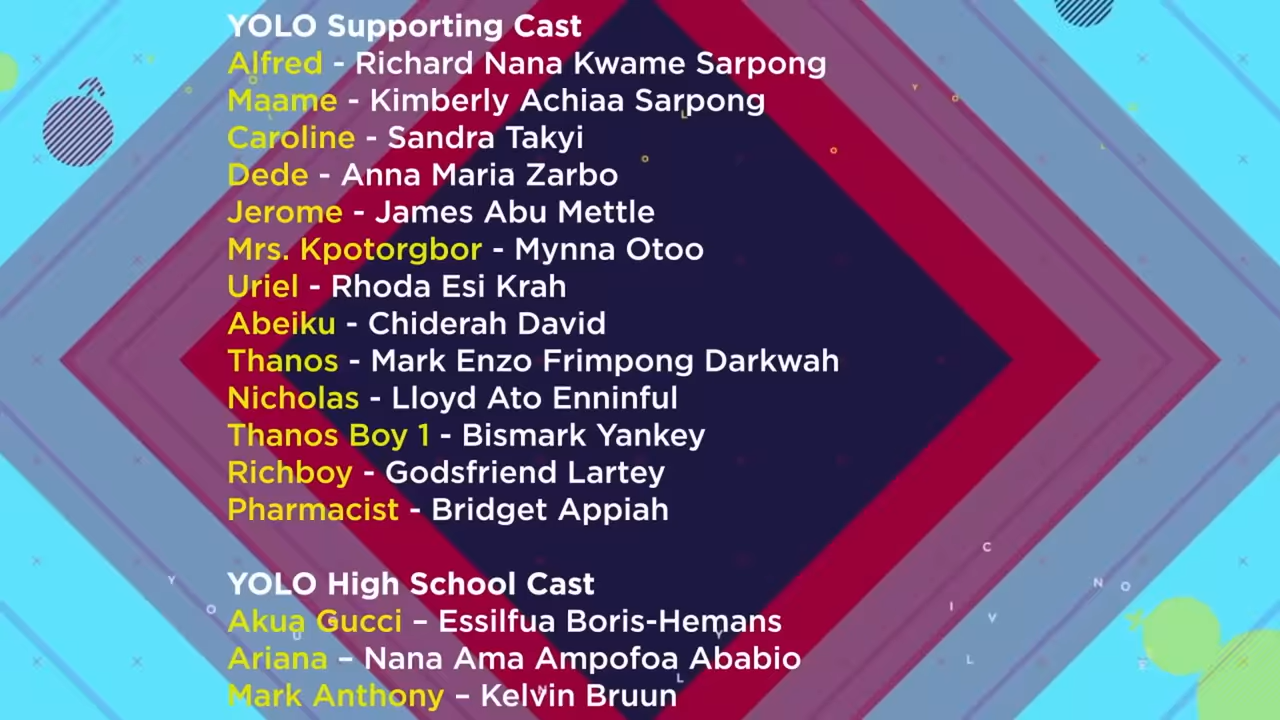 YOLO Supporting Cast
Alfred - Richard Nana Kwame Sarpong
Maame - Kimberly Achiaa Sarpong
Caroline - Sandra Takyi
Dede - Anna Maria Zarbo
Jerome - James Abu Mettle
Mrs. Kpotorgbor - Mynna Otoo
Uriel - Rhoda Esi Krah
Abeiku - Chiderah David
Thanos - Mark Enzo Frimpong Darkwah
Nicholas - Lloyd Ato Enninful
Thanos Boy 1 - Bismark Yankey
Richboy - Godsfriend Lartey
Pharmacist - Bridget Appiah
YOLO High School Cast
Akua Gucci – Essilfua Boris-Hemans
Ariana – Nana Ama Ampofoa Ababio
Mark Anthony – Kelvin Bruun